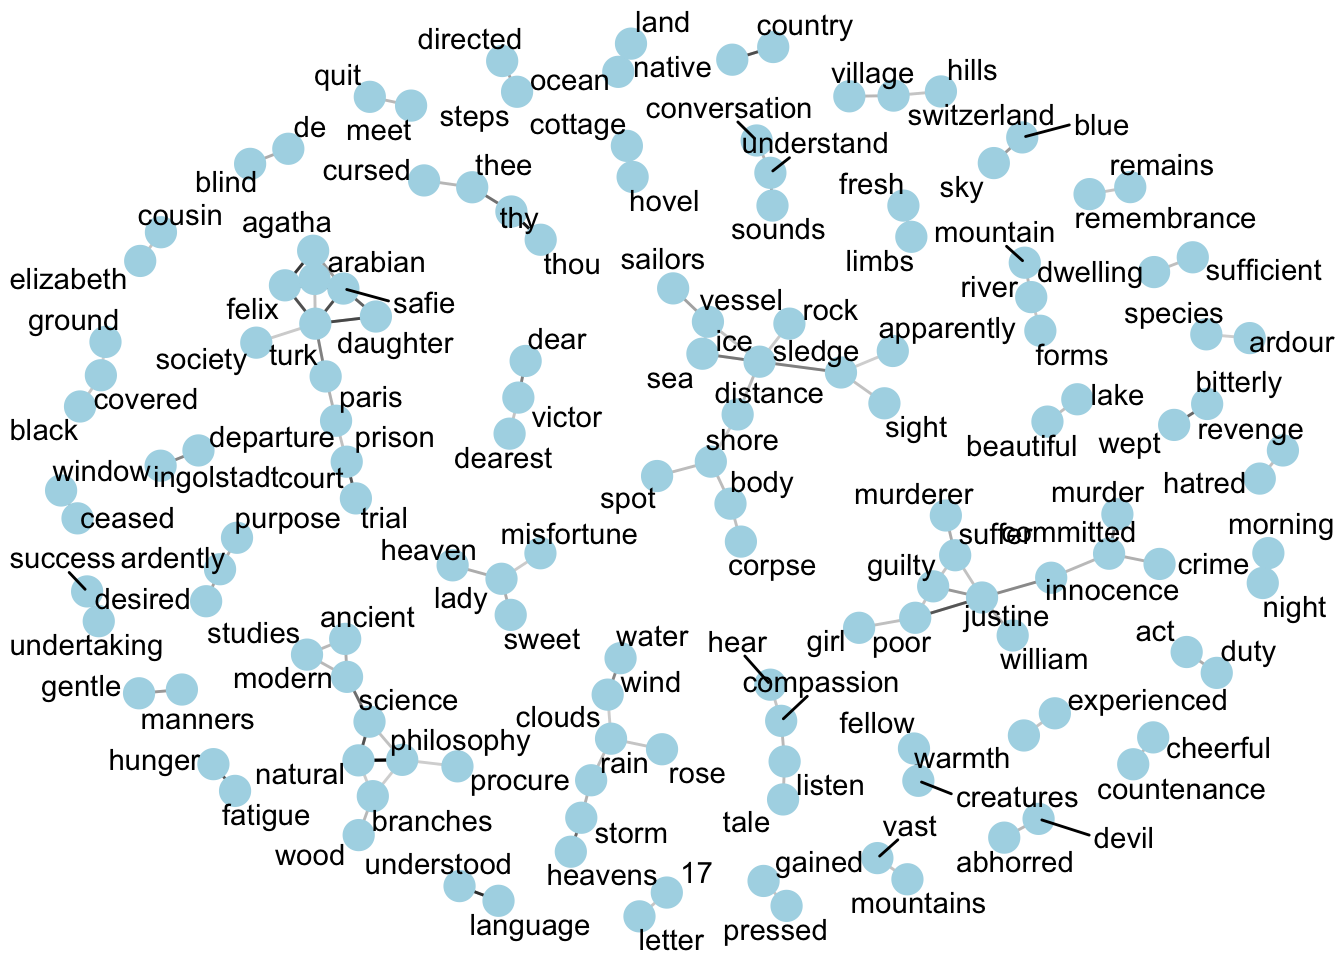 land
country
directed
native
village
hills
quit
ocean
conversation
switzerland
blue
steps
cottage
meet
de
understand
remains
thee
cursed
blind
fresh
sky
hovel
cousin
remembrance
agatha
thy
sounds
mountain
thou
sailors
limbs
arabian
dwelling
sufficient
elizabeth
river
safie
vessel
felix
rock
species
ground
apparently
dear
ice
daughter
society
turk
sledge
forms
ardour
sea
distance
bitterly
paris
lake
covered
victor
black
departure
prison
shore
sight
beautiful
wept
revenge
dearest
window
ingolstadt
court
body
spot
hatred
murderer
murder
ceased
purpose
trial
morning
misfortune
suffer
committed
success
ardently
heaven
corpse
guilty
crime
desired
lady
innocence
night
ancient
justine
studies
sweet
water
hear
girl
poor
act
undertaking
william
duty
modern
gentle
wind
compassion
science
experienced
manners
clouds
fellow
philosophy
cheerful
hunger
natural
procure
rain
rose
warmth
listen
creatures
countenance
fatigue
branches
storm
tale
vast
devil
wood
understood
heavens
17
gained
abhorred
mountains
language
letter
pressed